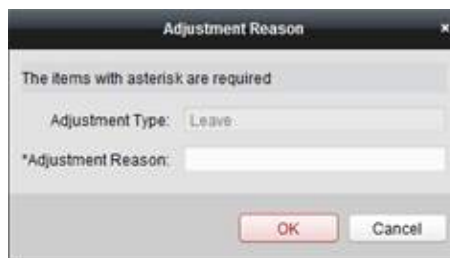 Adjustment Reason ×
The items with asterisk are required
Adjustment Type: Leave
*Adjustment Reason:
OK Cancel